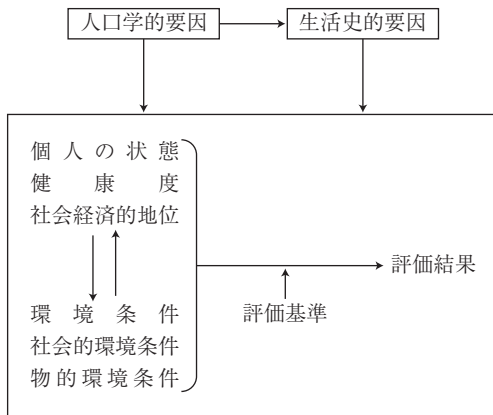 人口学的要因
生活史的要因
個人の状態
健康度
社会経済的地位
環境条件
社会的環境条件
物的環境条件
評価基準
評価結果